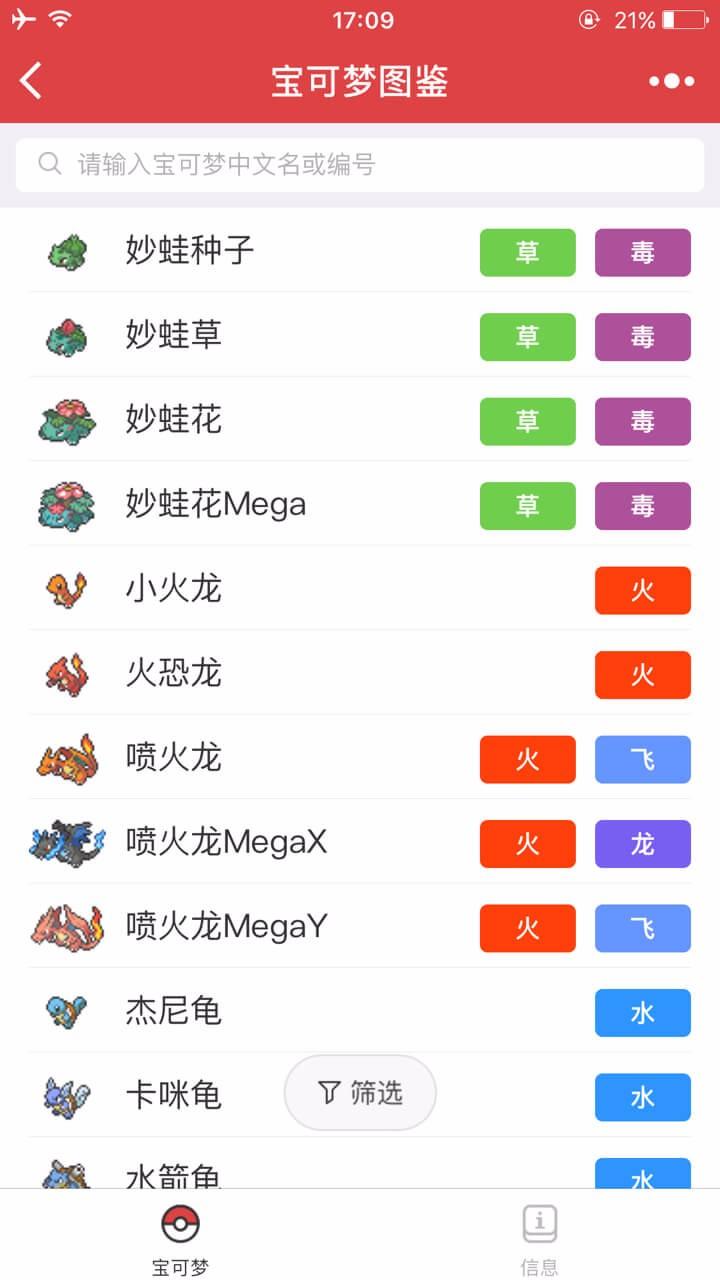 17:09
21%
宝可梦图鉴
请输入宝可梦中文名或编号
妙蛙种子 草 毒
妙蛙草 草 毒
妙蛙花 草 毒
妙蛙花Mega 草 毒
小火龙 火
火恐龙 火
喷火龙 火 飞
喷火龙MegaX 火 龙
喷火龙MegaY 火 飞
杰尼龟 水
卡咪龟 水
筛选
水箭龟 水
宝可梦 信息